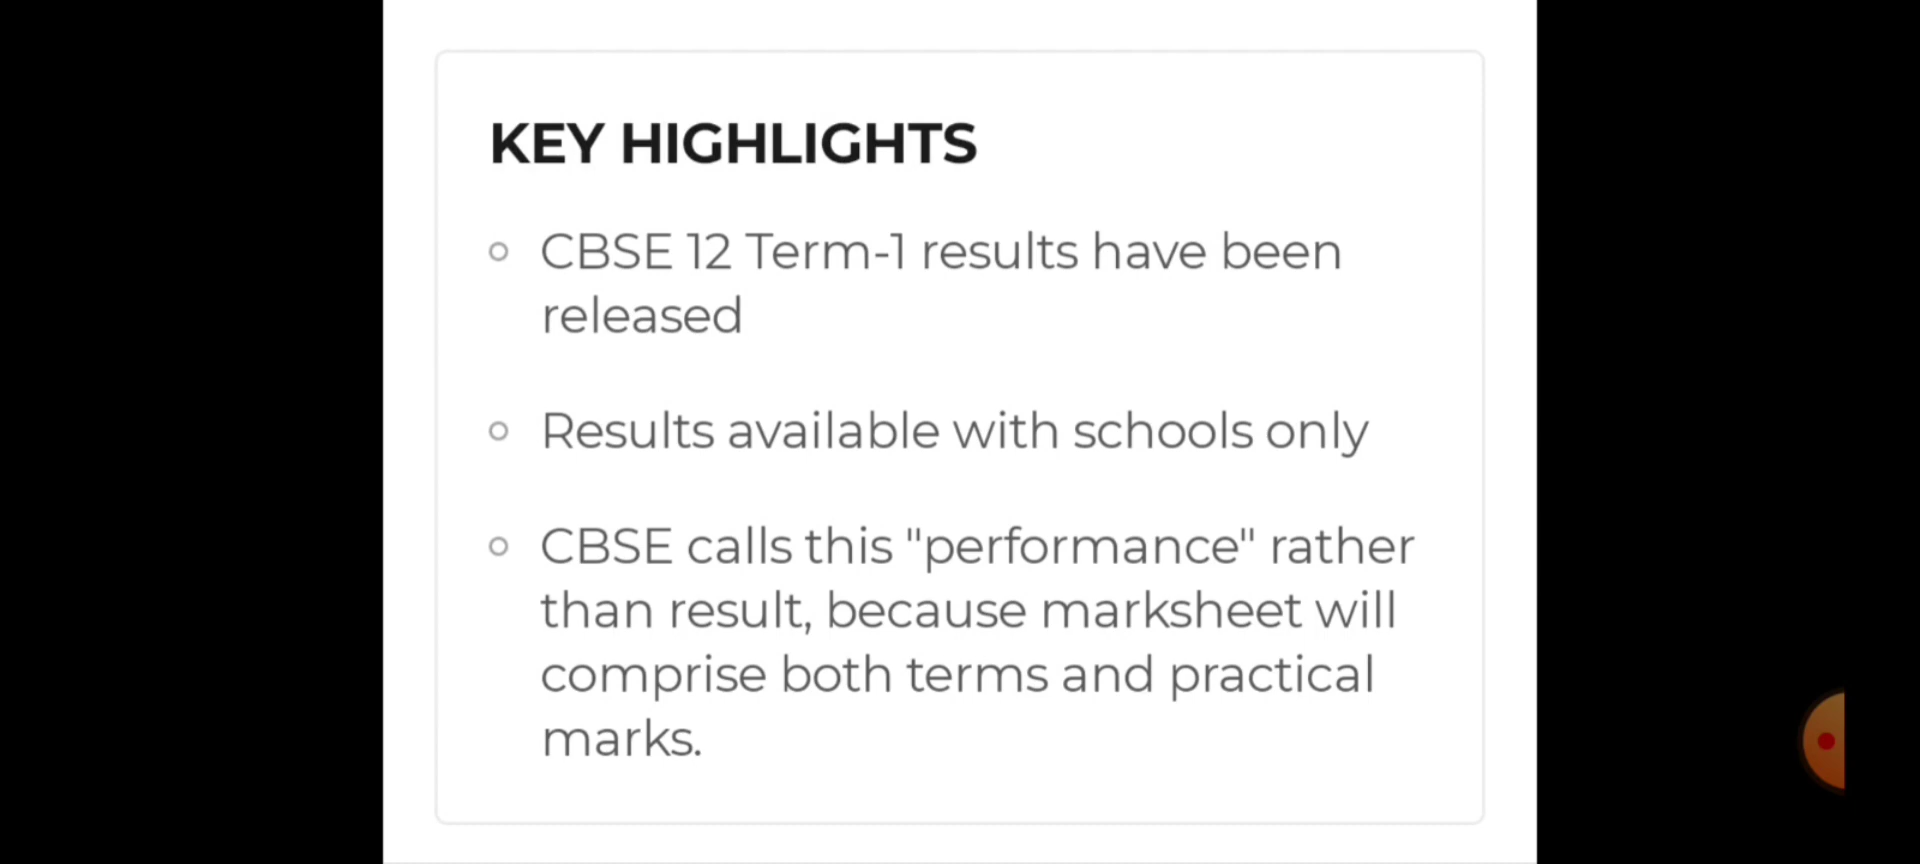 KEY HIGHLIGHTS
CBSE 12 Term-1 results have been
released
Results available with schools only
CBSE calls this "performance" rather
than result, because marksheet will
comprise both terms and practical
marks.